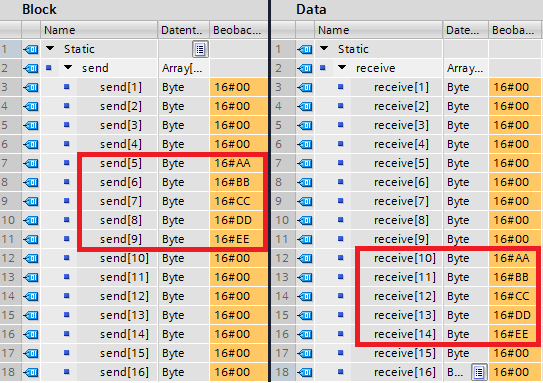 Block Data
Name Datent.. Beobac... Name Date... Beoba...
1 Static 1 Static
2 send Array[... 2 receive Array...
3 send[1] Byte 16#00 3 receive[1] Byte 16#00
4 send[2] Byte 16#00 4 receive[2] Byte 16#00
5 send[3] Byte 16#00 5 receive[3] Byte 16#00
6 send[4] Byte 16#00 6 receive[4] Byte 16#00
7 send[5] Byte 16#AA 7 receive[5] Byte 16#00
8 send[6] Byte 16#BB 8 receive[6] Byte 16#00
9 send[7] Byte 16#CC 9 receive[7] Byte 16#00
10 send[8] Byte 16#DD 10 receive[8] Byte 16#00
11 send[9] Byte 16#EE 11 receive[9] Byte 16#00
12 send[10] Byte 16#00 12 receive[10] Byte 16#AA
13 send[11] Byte 16#00 13 receive[11] Byte 16#BB
14 send[12] Byte 16#00 14 receive[12] Byte 16#CC
15 send[13] Byte 16#00 15 receive[13] Byte 16#DD
16 send[14] Byte 16#00 16 receive[14] Byte 16#EE
17 send[15] Byte 16#00 17 receive[15] Byte 16#00
18 send[16] Byte 16#00 18 receive[16] B... 16#00